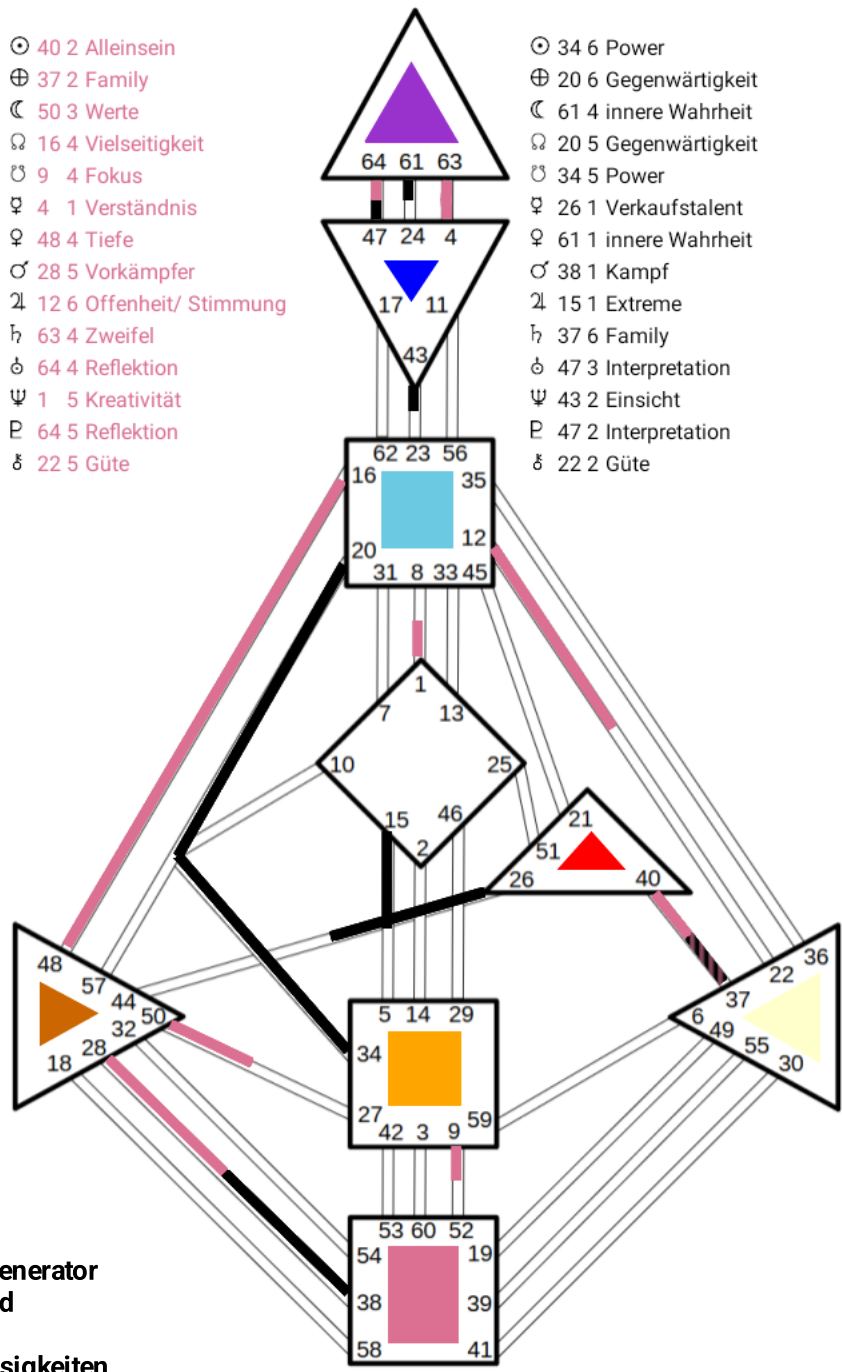 ☉ 40 2 Alleinsein
⊕ 37 2 Family
☾ 50 3 Werte
☊ 16 4 Vielseitigkeit
☋ 9 4 Fokus
☿ 4 1 Verständnis
♀ 48 4 Tiefe
♂ 28 5 Vorkämpfer
♃ 12 6 Offenheit/ Stimmung
♄ 63 4 Zweifel
♁ 64 4 Reflektion
♆ 1 5 Kreativität
♇ 64 5 Reflektion
⚷ 22 5 Güte
☉ 34 6 Power
⊕ 20 6 Gegenwärtigkeit
☾ 61 4 innere Wahrheit
☊ 20 5 Gegenwärtigkeit
☋ 34 5 Power
☿ 26 1 Verkaufstalent
♀ 61 1 innere Wahrheit
♂ 38 1 Kampf
♃ 15 1 Extreme
♄ 37 6 Family
♁ 47 3 Interpretation
♆ 43 2 Einsicht
♇ 47 2 Interpretation
⚷ 22 2 Güte
64 61 63
47 24 4
17 11
43
62 23 56
16 35
20 12
31 8 33 45
1
7 13
10 25
15 46
2
21
51
26 40
48
57
44
50
32
28
18
36
22
37
6
49
55
30
5 14 29
34
27 59
42 3 9
53 60 52
54 19
38 39
58 41
enerator
d
sigkeiten